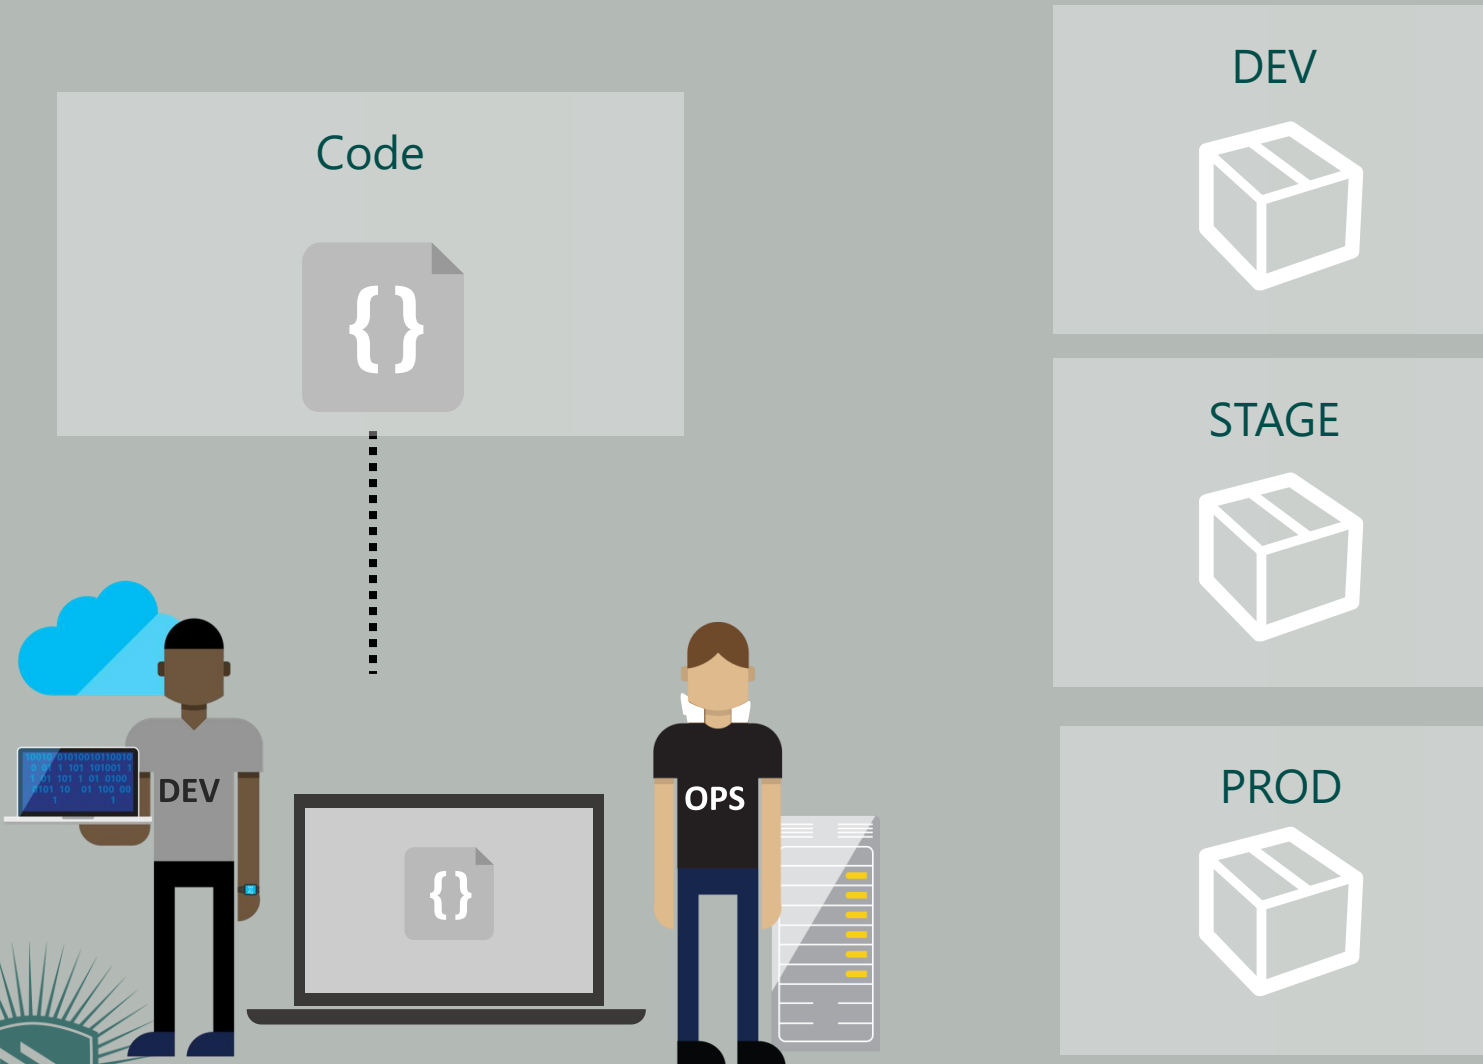 Code
{}
DEV
STAGE
PROD
DEV
OPS
{}